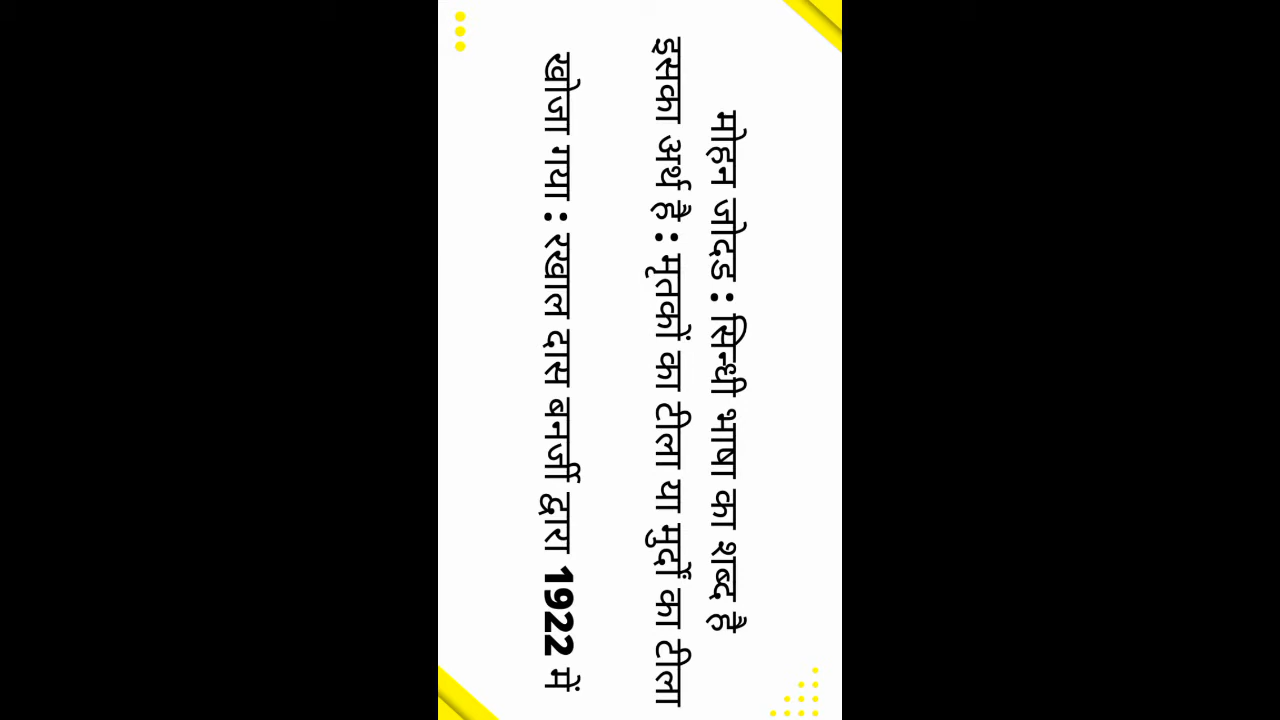 मोहन जोदड : सिन्धी भाषा का शब्द है
इसका अर्थ है : मृतकों का टीला या मुर्दों का टीला
खोजा गया : रखाल दास बनर्जी द्वारा 1922 में